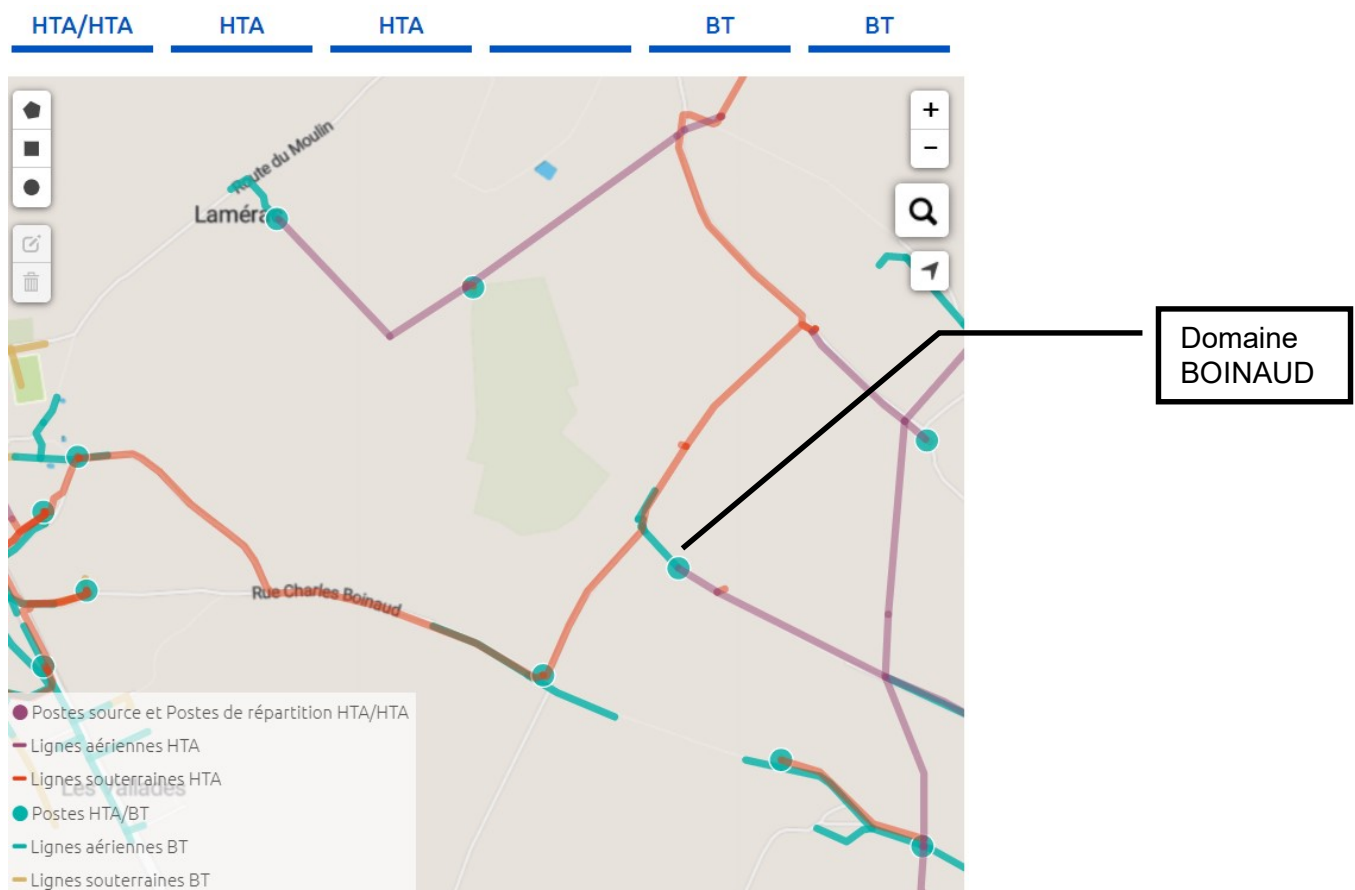 HTA/HTA HTA HTA BT BT
+
−
Route du Moulin
Domaine
BOINAUD
Rue Charles Boinaud
Postes source et Postes de répartition HTA/HTA
Lignes aériennes HTA
Lignes souterraines HTA
Postes HTA/BT
Lignes aériennes BT
Lignes souterraines BT